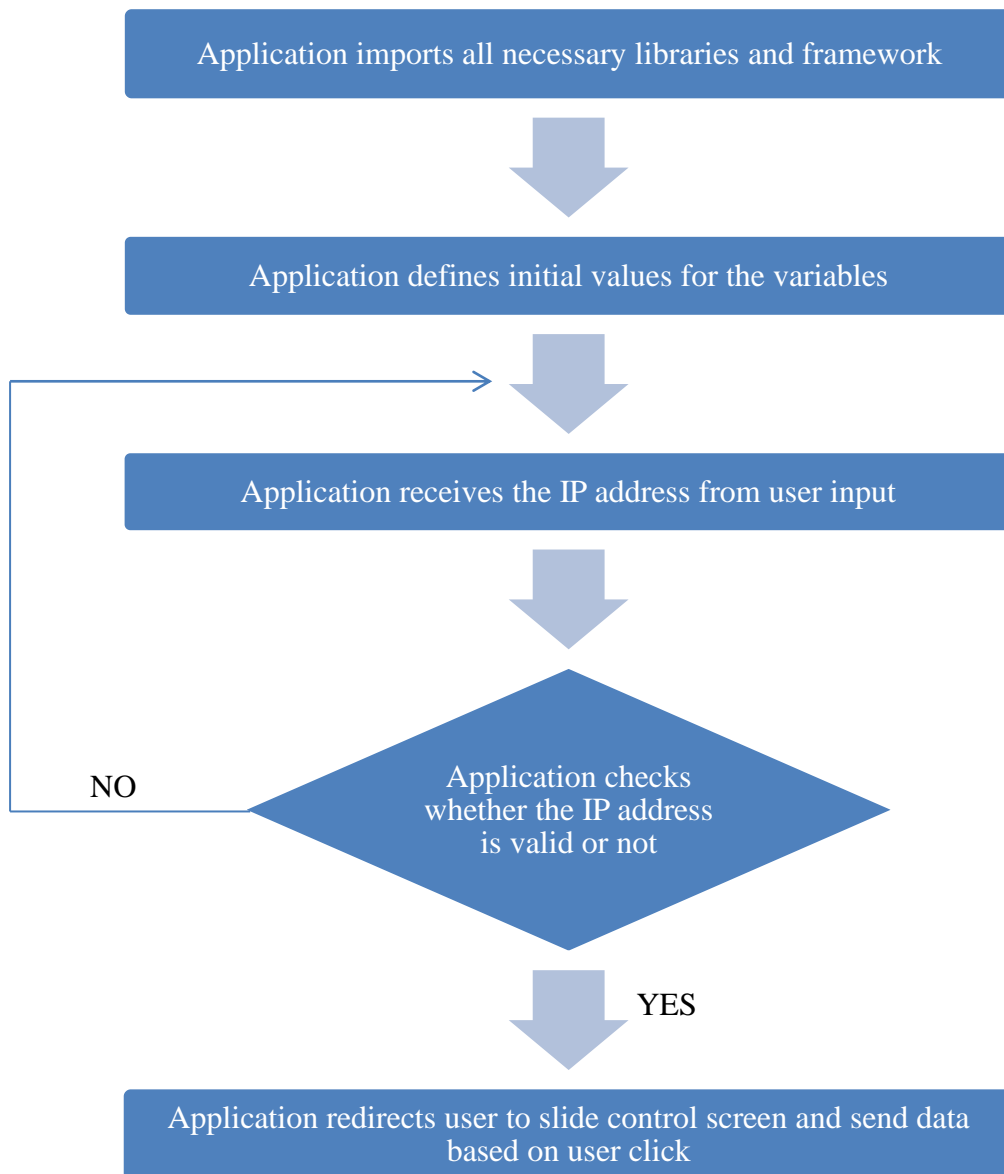 Application imports all necessary libraries and framework
Application defines initial values for the variables
Application receives the IP address from user input
Application checks
whether the IP address
is valid or not
NO
YES
Application redirects user to slide control screen and send data
based on user click